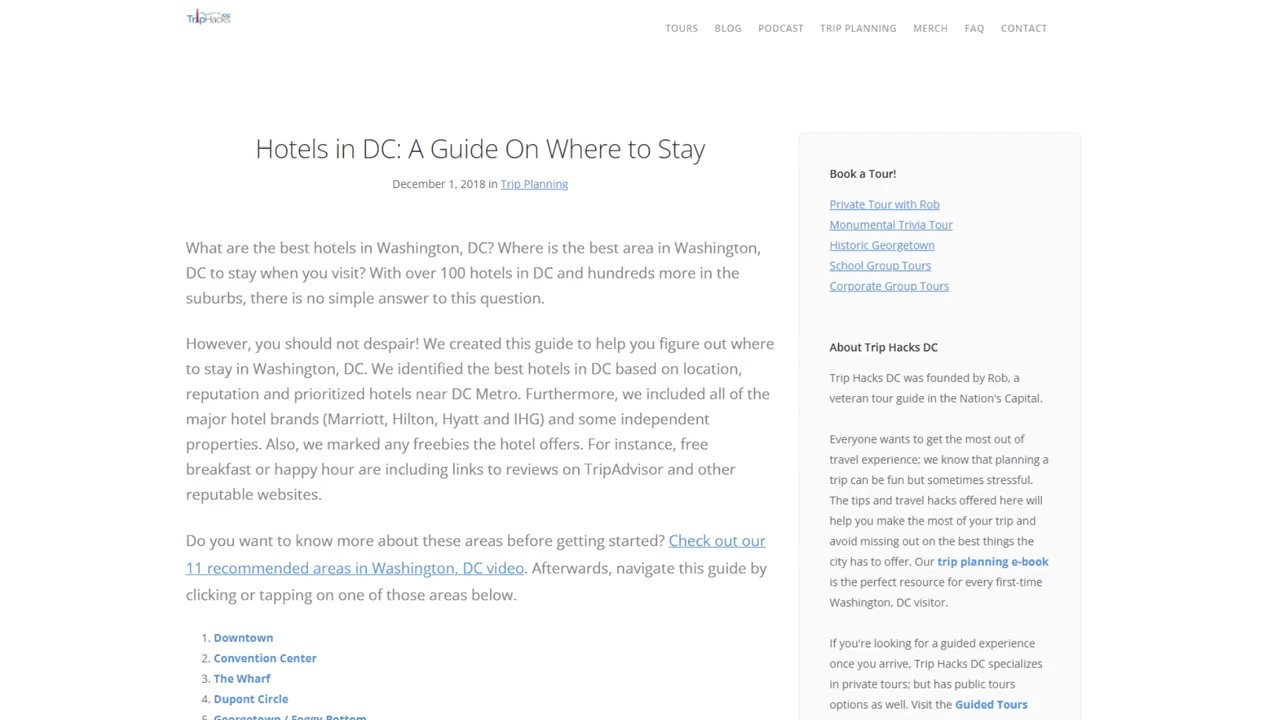 TripHacks DC
TOURS BLOG PODCAST TRIP PLANNING MERCH FAQ CONTACT
Hotels in DC: A Guide On Where to Stay
December 1, 2018 in Trip Planning
What are the best hotels in Washington, DC? Where is the best area in Washington,
DC to stay when you visit? With over 100 hotels in DC and hundreds more in the
suburbs, there is no simple answer to this question.
However, you should not despair! We created this guide to help you figure out where
to stay in Washington, DC. We identified the best hotels in DC based on location,
reputation and prioritized hotels near DC Metro. Furthermore, we included all of the
major hotel brands (Marriott, Hilton, Hyatt and IHG) and some independent
properties. Also, we marked any freebies the hotel offers. For instance, free
breakfast or happy hour are including links to reviews on TripAdvisor and other
reputable websites.
Do you want to know more about these areas before getting started? Check out our
11 recommended areas in Washington, DC video. Afterwards, navigate this guide by
clicking or tapping on one of those areas below.
1. Downtown
2. Convention Center
3. The Wharf
4. Dupont Circle
5. Georgetown / Foggy Bottom
Book a Tour!
Private Tour with Rob
Monumental Trivia Tour
Historic Georgetown
School Group Tours
Corporate Group Tours
About Trip Hacks DC
Trip Hacks DC was founded by Rob, a
veteran tour guide in the Nation's Capital.
Everyone wants to get the most out of
travel experience; we know that planning a
trip can be fun but sometimes stressful.
The tips and travel hacks offered here will
help you make the most of your trip and
avoid missing out on the best things the
city has to offer. Our trip planning e-book
is the perfect resource for every first-time
Washington, DC visitor.
If you're looking for a guided experience
once you arrive, Trip Hacks DC specializes
in private tours; but has public tours
options as well. Visit the Guided Tours